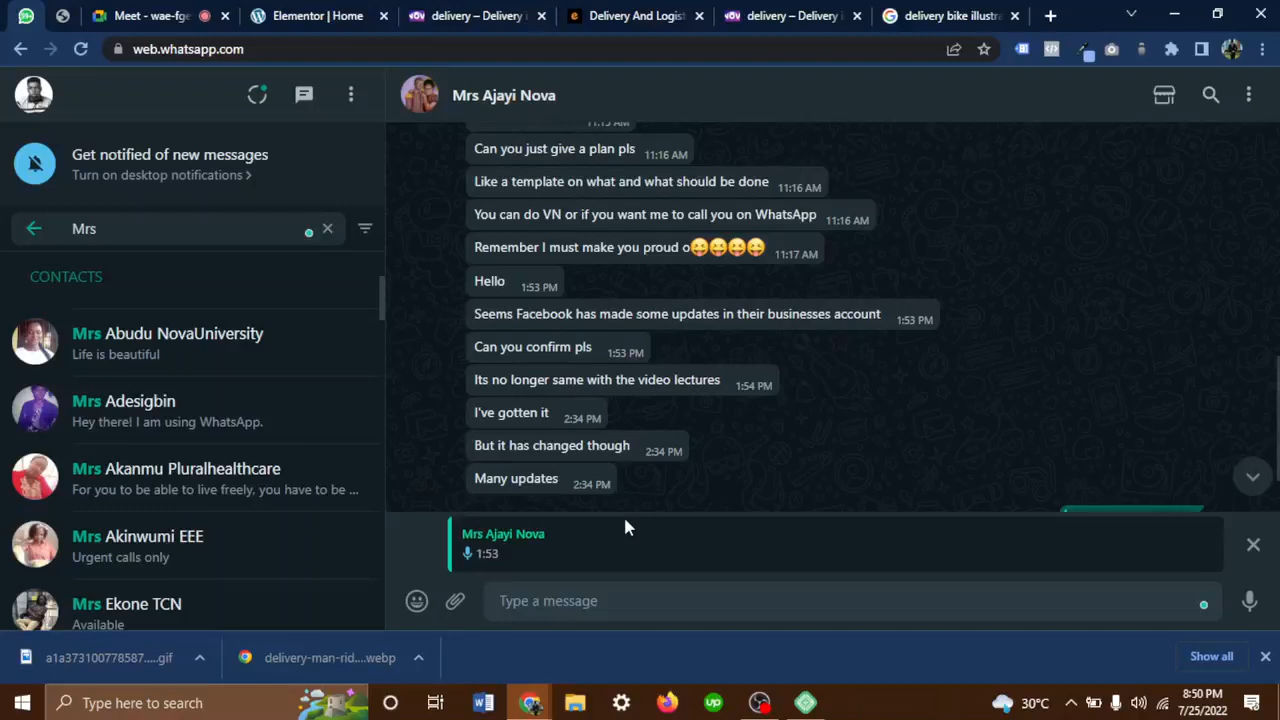 99+
Meet - wae-fge
Elementor | Home
delivery – Delivery i
Delivery And Logist
delivery – Delivery i
delivery bike illustra
web.whatsapp.com
Mrs Ajayi Nova
Get notified of new messages
Turn on desktop notifications >
Mrs
CONTACTS
Mrs Abudu NovaUniversity
Life is beautiful
Mrs Adesigbin
Hey there! I am using WhatsApp.
Mrs Akanmu Pluralhealthcare
For you to be able to live freely, you have to be ...
Mrs Akinwumi EEE
Urgent calls only
Mrs Ekone TCN
Available
11:15 AM
Can you just give a plan pls 11:16 AM
Like a template on what and what should be done 11:16 AM
You can do VN or if you want me to call you on WhatsApp 11:16 AM
Remember I must make you proud o😝😝😝😝 11:17 AM
Hello 1:53 PM
Seems Facebook has made some updates in their businesses account 1:53 PM
Can you confirm pls 1:53 PM
Its no longer same with the video lectures 1:54 PM
I've gotten it 2:34 PM
But it has changed though 2:34 PM
Many updates 2:34 PM
Mrs Ajayi Nova
1:53
Type a message
a1a373100778587.....gif
delivery-man-rid....webp
Show all
Type here to search
30°C
8:50 PM
7/25/2022